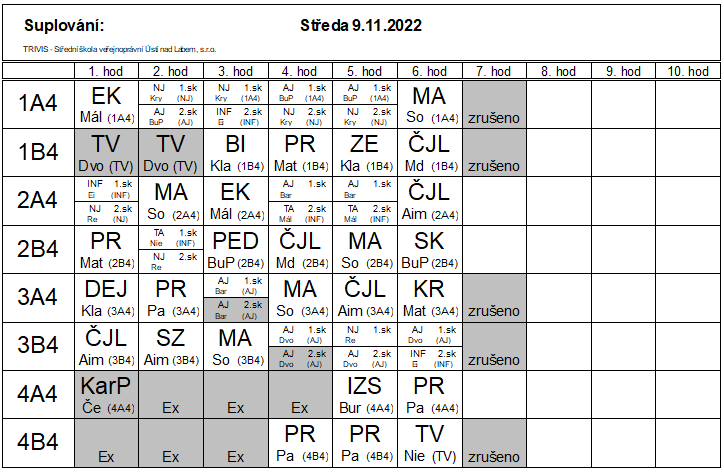 Suplování: Středa 9.11.2022
TRIVIS - Střední škola veřejnoprávní Ústí nad Labem, s.r.o.
1. hod 2. hod 3. hod 4. hod 5. hod 6. hod 7. hod 8. hod 9. hod 10. hod
1A4 EK NJ 1.sk NJ 1.sk AJ 1.sk AJ 1.sk MA
Kry (NJ) Kry (1A4) BuP (1A4) BuP (1A4)
AJ 2.sk INF 2.sk NJ 2.sk NJ 2.sk
Mál (1A4) BuP (AJ) Ei (INF) Kry (NJ) Kry (NJ) So (1A4) zrušeno
1B4 TV TV BI PR ZE ČJL
Dvo (TV) Dvo (TV) Kla (1B4) Mat (1B4) Kla (1B4) Md (1B4) zrušeno
2A4 INF 1.sk MA EK AJ 1.sk AJ 1.sk ČJL
Ei (INF) Bar Bar
NJ 2.sk TA 2.sk TA 2.sk
Re (NJ) So (2A4) Mál (2A4) Mál (INF) Mál (INF) Aim (2A4)
2B4 PR TA 1.sk PED ČJL MA SK
Nie (INF)
NJ 2.sk
Mat (2B4) Re BuP (2B4) Md (2B4) So (2B4) BuP (2B4)
3A4 DEJ PR AJ 1.sk MA ČJL KR
Bar (AJ)
AJ 2.sk
Kla (3A4) Pa (3A4) Bar (AJ) So (3A4) Aim (3A4) Mat (3A4) zrušeno
3B4 ČJL SZ MA AJ 1.sk NJ 1.sk AJ 1.sk
Dvo (AJ) Re Dvo (AJ)
AJ 2.sk AJ 2.sk INF 2.sk
Aim (3B4) Aim (3B4) So (3B4) Dvo (AJ) Dvo (AJ) Ei (INF) zrušeno
4A4 KarP IZS PR
Če (4A4) Ex Ex Ex Bur (4A4) Pa (4A4)
4B4 PR PR TV
Ex Ex Ex Pa (4B4) Pa (4B4) Nie (TV) zrušeno